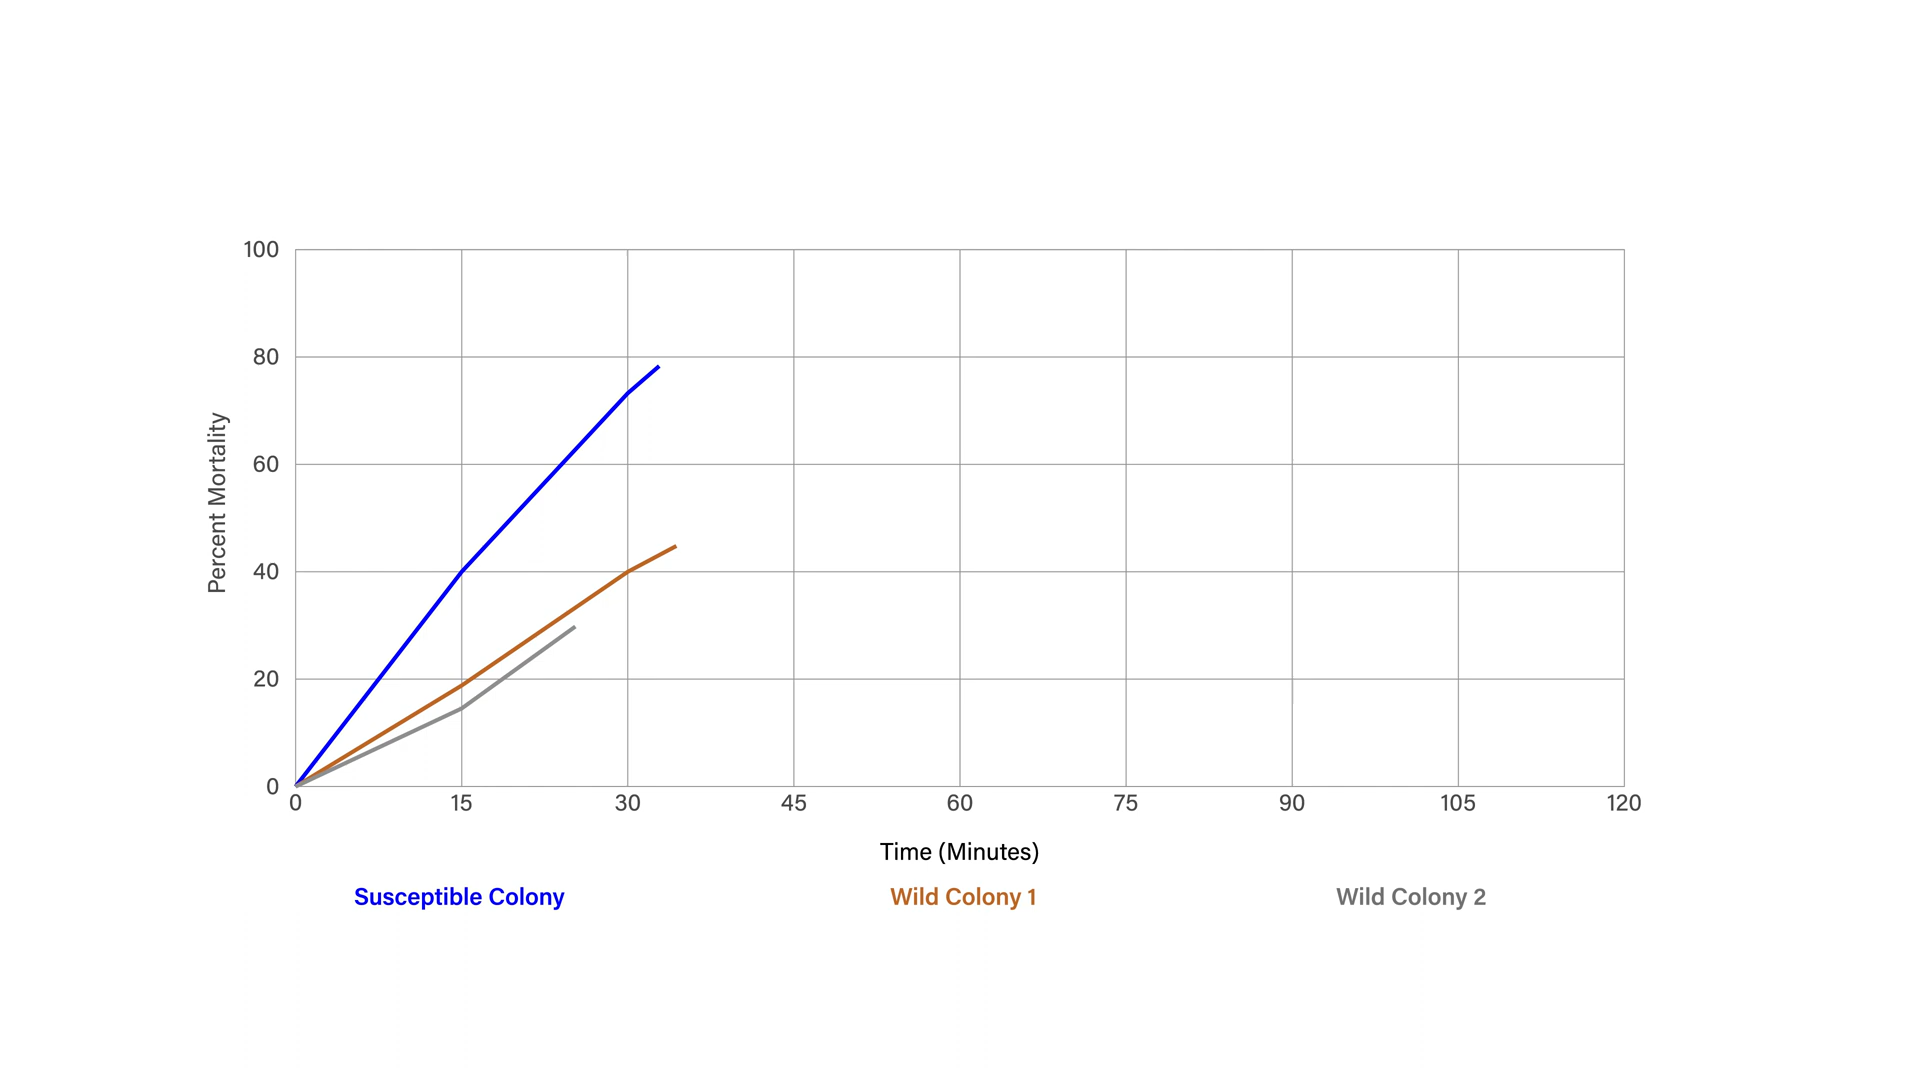 100
80
60
40
20
0
Percent Mortality
0 15 30 45 60 75 90 105 120
Time (Minutes)
Susceptible Colony Wild Colony 1 Wild Colony 2